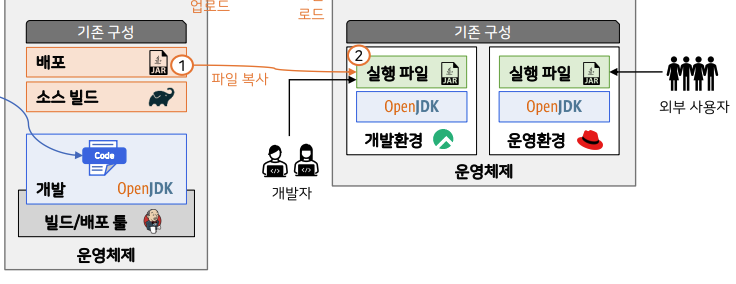 업로드
로드
기존 구성
배포
JAR
1
소스 빌드
파일 복사
Code
개발
OpenJDK
빌드/배포 툴
운영체제
개발자
기존 구성
2
실행 파일
JAR
OpenJDK
개발환경
실행 파일
JAR
OpenJDK
운영환경
운영체제
외부 사용자